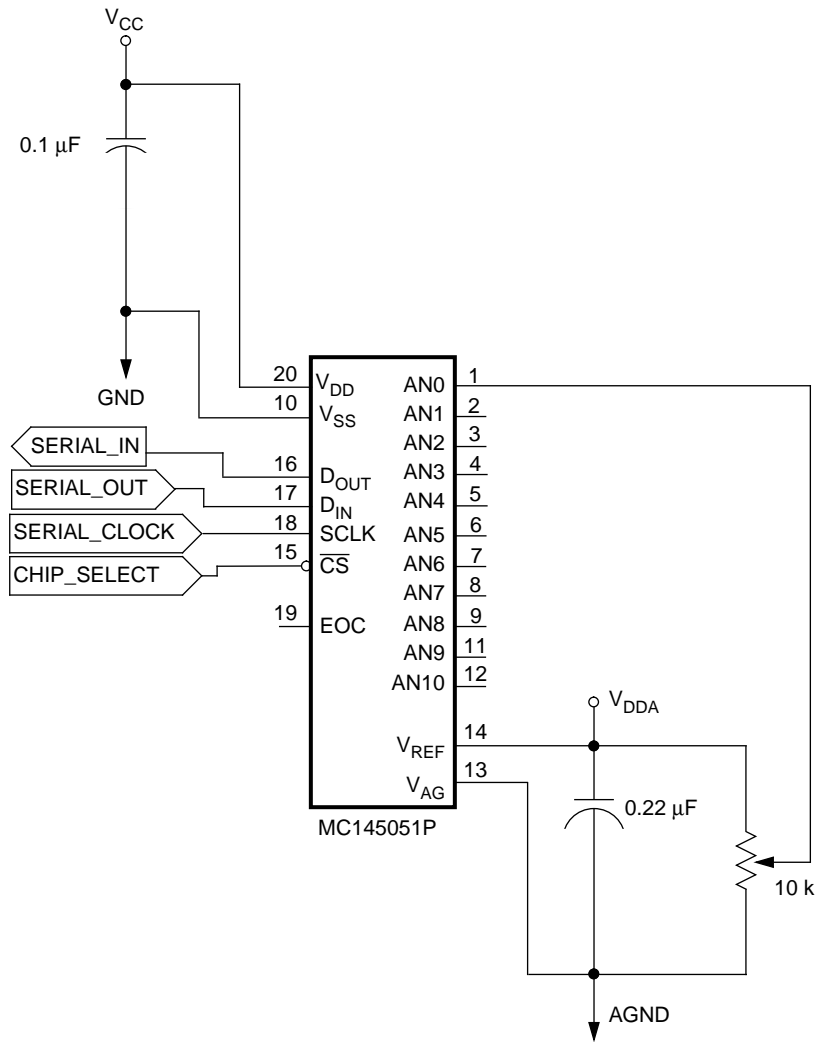 VCC
0.1 μF
GND
20 VDD
10 VSS
SERIAL_IN 16 DOUT
SERIAL_OUT 17 DIN
SERIAL_CLOCK 18 SCLK
CHIP_SELECT 15 CS
19 EOC
AN0 1
AN1 2
AN2 3
AN3 4
AN4 5
AN5 6
AN6 7
AN7 8
AN8 9
AN9 11
AN10 12
VREF 14
VAG 13
MC145051P
VDDA
0.22 μF
10 k
AGND